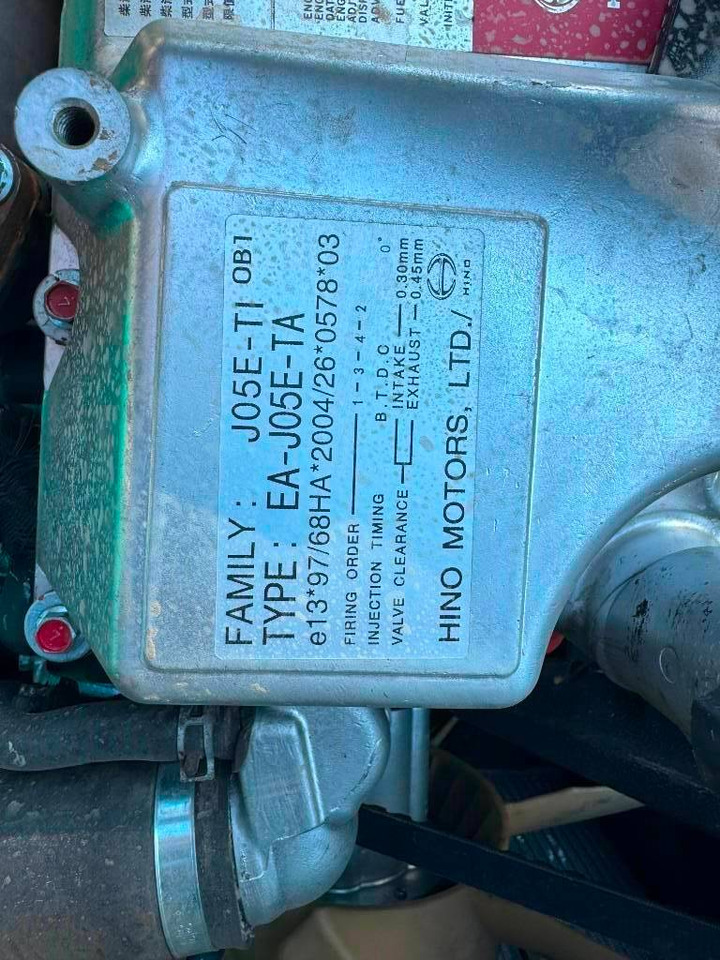 FAMILY : J05E-TI OB1
TYPE : EA-J05E-TA
e13*97/68HA*2004/26*0578*03
FIRING ORDER 1-3-4-2
INJECTION TIMING B.T.D.C 0°
VALVE CLEARANCE INTAKE 0.30mm
EXHAUST 0.45mm
HINO MOTORS, LTD./
HINO